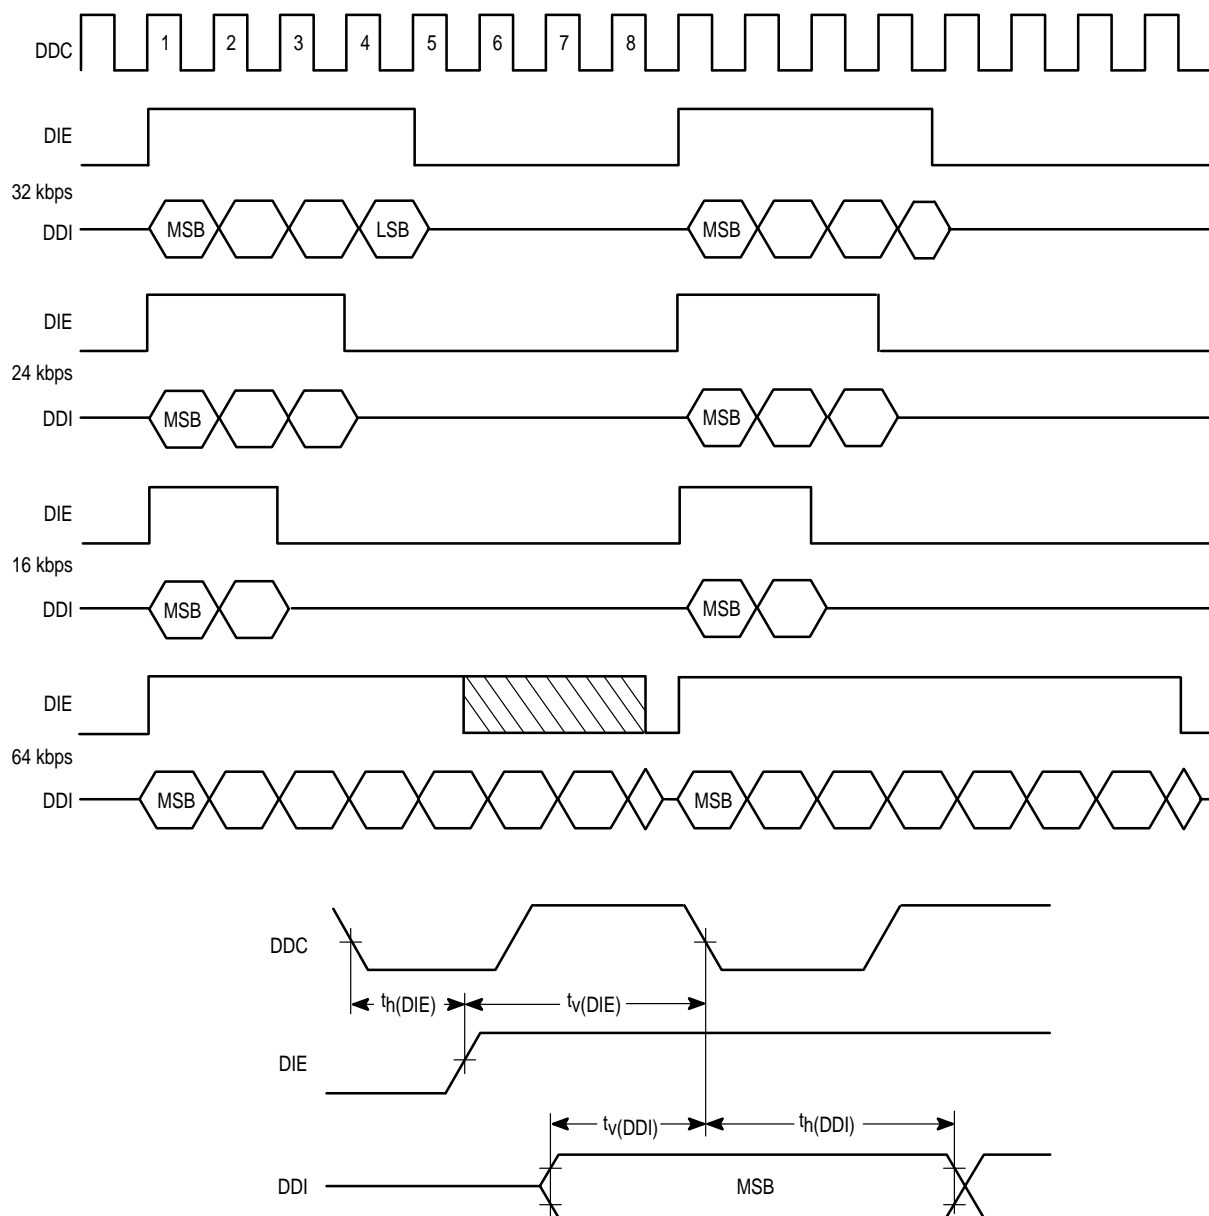 DDC 1 2 3 4 5 6 7 8
DIE
32 kbps
DDI MSB LSB MSB
DIE
24 kbps
DDI MSB MSB
DIE
16 kbps
DDI MSB MSB
DIE
64 kbps
DDI MSB MSB
DDC
th(DIE) tv(DIE)
DIE
tv(DDI) th(DDI)
DDI MSB